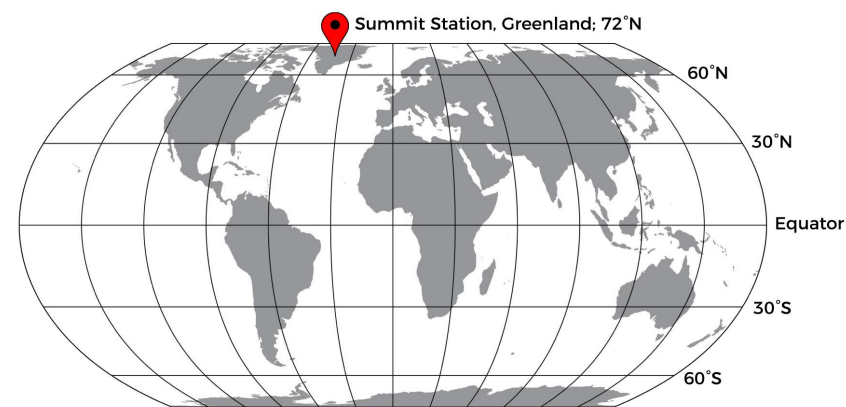 Summit Station, Greenland; 72°N
60°N
30°N
Equator
30°S
60°S